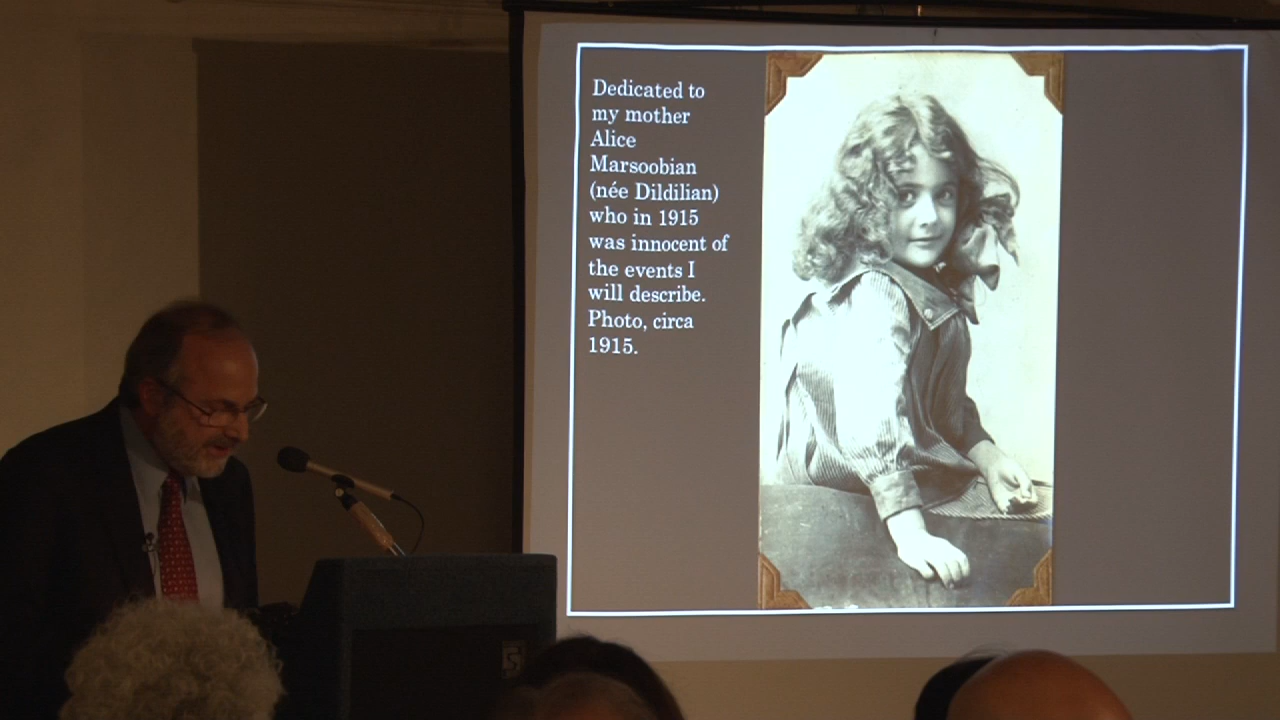 Dedicated to
my mother
Alice
Marsoobian
(née Dildilian)
who in 1915
was innocent of
the events I
will describe.
Photo, circa
1915.